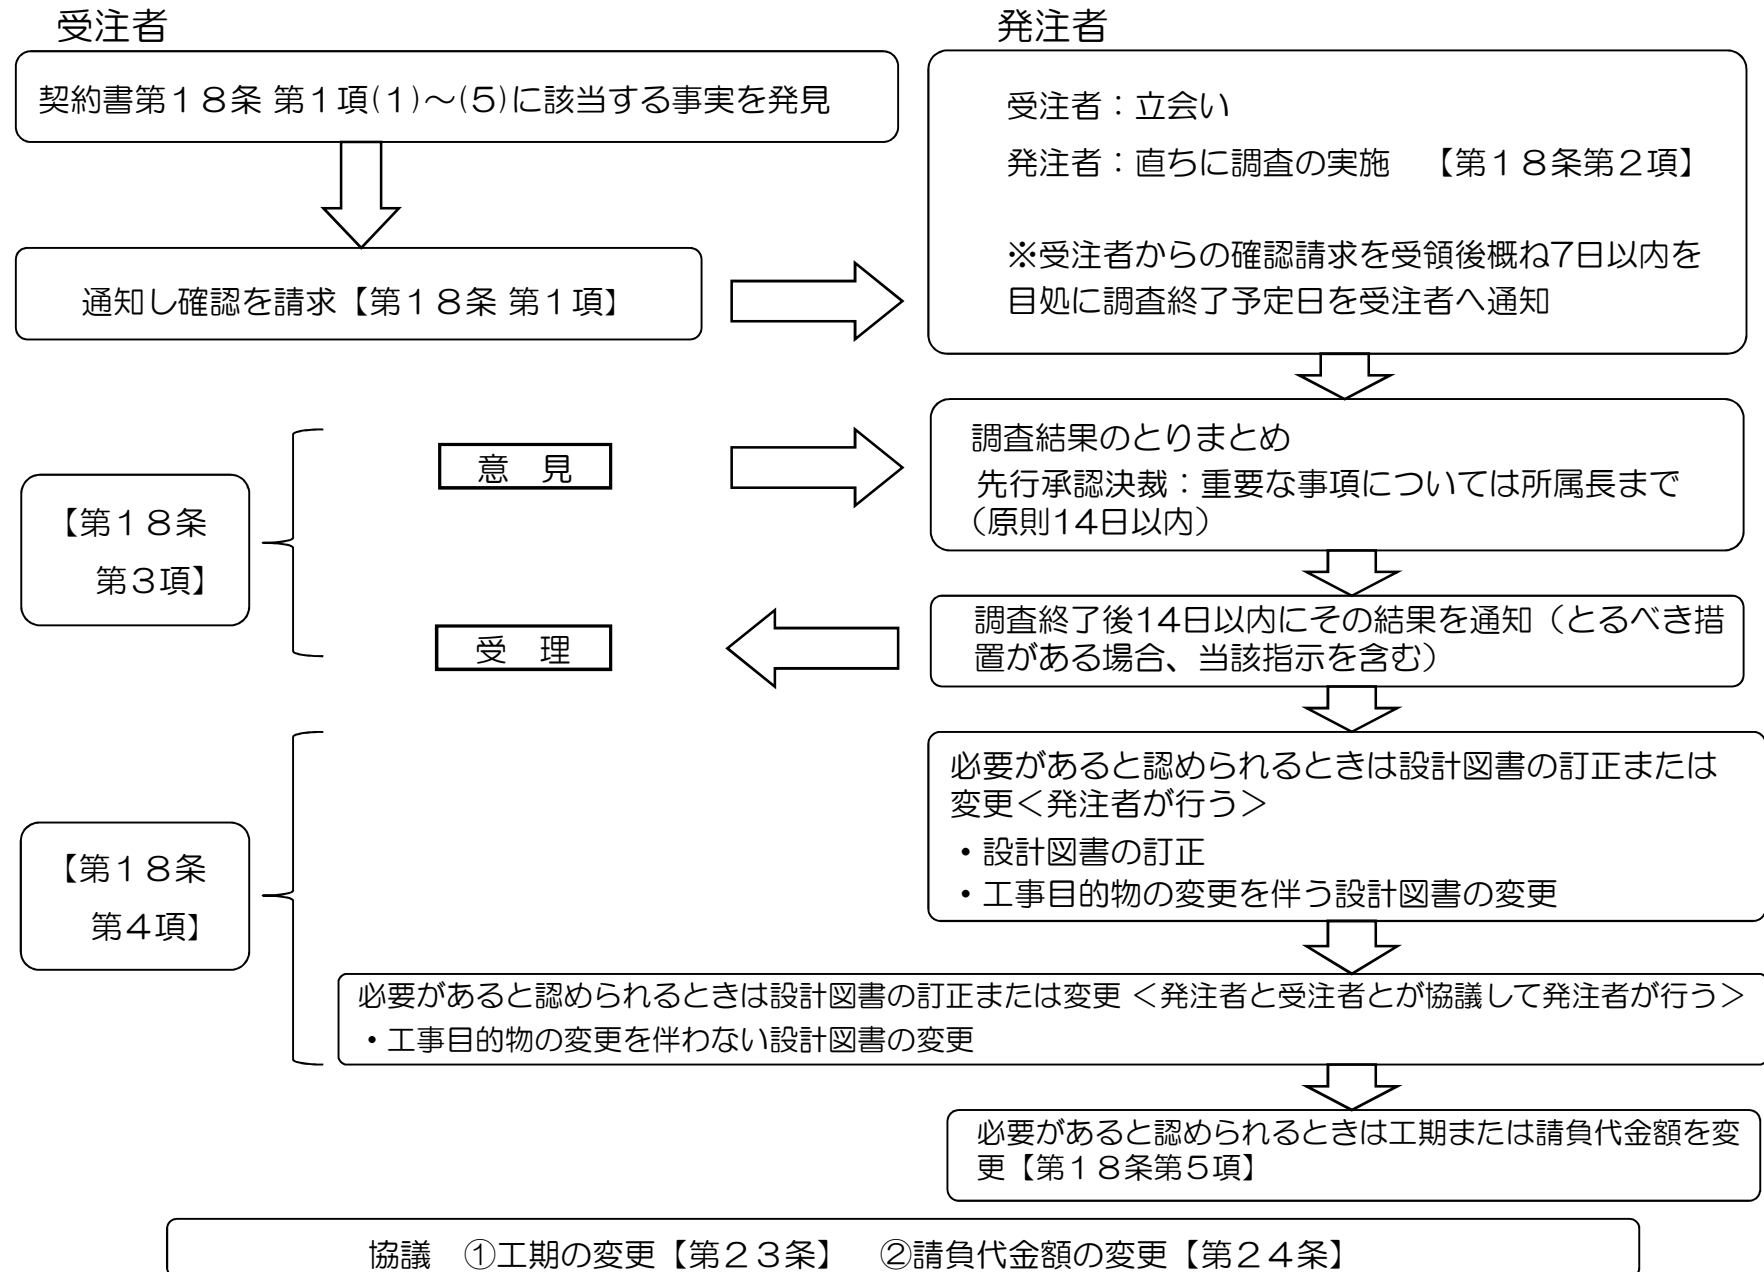 受注者
発注者
契約書第１８条 第１項(1)～(5)に該当する事実を発見
受注者：立会い
発注者：直ちに調査の実施　【第１８条第２項】
※受注者からの確認請求を受領後概ね7日以内を
目処に調査終了予定日を受注者へ通知
通知し確認を請求【第１８条 第１項】
意　見
調査結果のとりまとめ
先行承認決裁：重要な事項については所属長まで
（原則14日以内）
【第１８条
第３項】
受　理
調査終了後14日以内にその結果を通知（とるべき措
置がある場合、当該指示を含む）
必要があると認められるときは設計図書の訂正または
変更＜発注者が行う＞
・設計図書の訂正
・工事目的物の変更を伴う設計図書の変更
【第１８条
第４項】
必要があると認められるときは設計図書の訂正または変更 ＜発注者と受注者とが協議して発注者が行う＞
・工事目的物の変更を伴わない設計図書の変更
必要があると認められるときは工期または請負代金額を変
更【第１８条第５項】
協議　①工期の変更【第２３条】　②請負代金額の変更【第２４条】